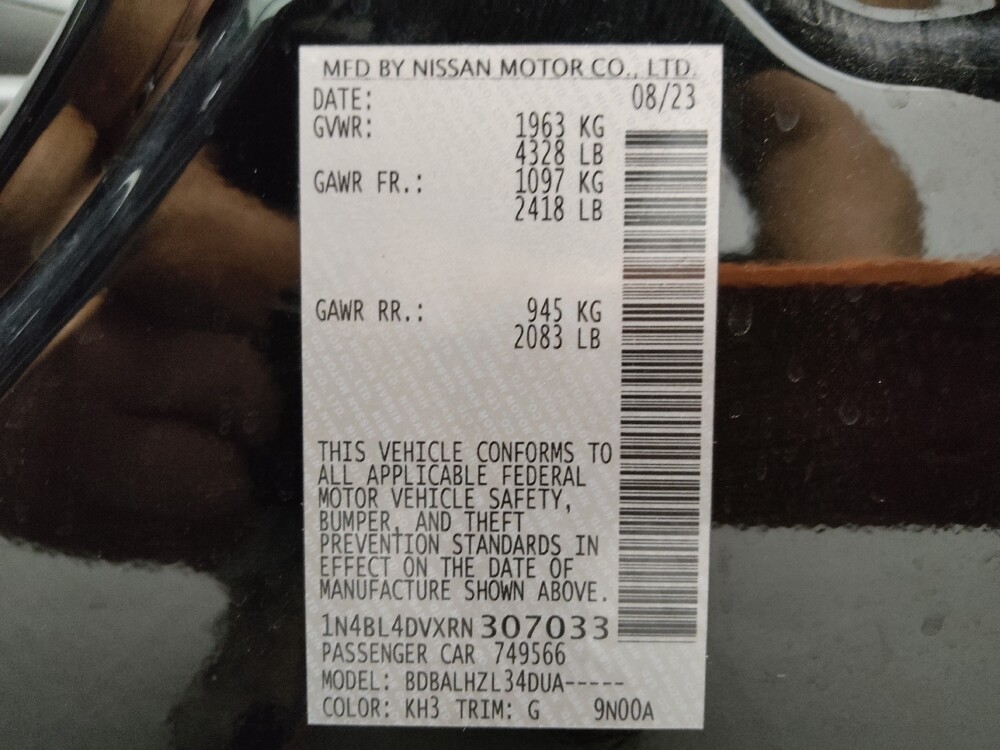 MFD BY NISSAN MOTOR CO., LTD.
DATE: 08/23
GVWR: 1963 KG
4328 LB
GAWR FR.: 1097 KG
2418 LB
GAWR RR.: 945 KG
2083 LB
THIS VEHICLE CONFORMS TO
ALL APPLICABLE FEDERAL
MOTOR VEHICLE SAFETY,
BUMPER, AND THEFT
PREVENTION STANDARDS IN
EFFECT ON THE DATE OF
MANUFACTURE SHOWN ABOVE.
1N4BL4DVXRN307033
PASSENGER CAR 749566
MODEL: BDBALHZL34DUA-----
COLOR: KH3 TRIM: G 9N00A